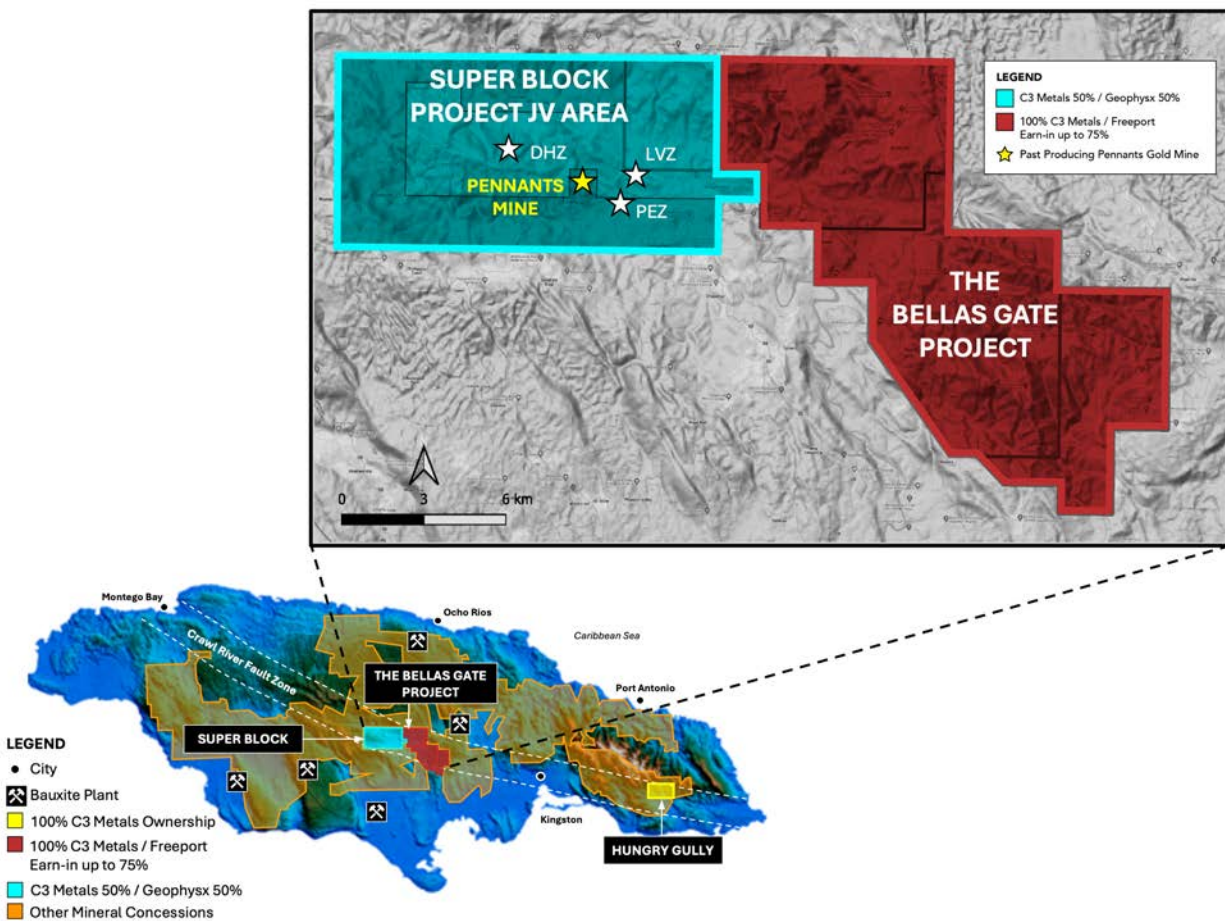 SUPER BLOCK
PROJECT JV AREA
DHZ
LVZ
PENNANTS
MINE
PEZ
THE
BELLAS GATE
PROJECT
LEGEND
C3 Metals 50% / Geophysx 50%
100% C3 Metals / Freeport
Earn-in up to 75%
Past Producing Pennants Gold Mine
0
3
6 km
Montego Bay
Ocho Rios
Caribbean Sea
Crawl River Fault Zone
THE BELLAS GATE
PROJECT
Port Antonio
SUPER BLOCK
Kingston
HUNGRY GULLY
LEGEND
City
Bauxite Plant
100% C3 Metals Ownership
100% C3 Metals / Freeport
Earn-in up to 75%
C3 Metals 50% / Geophysx 50%
Other Mineral Concessions